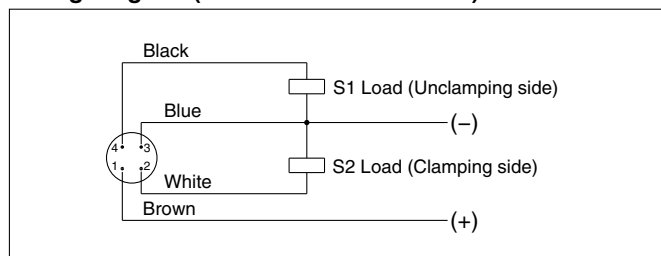 Black
S1 Load (Unclamping side)
Blue
(−)
4 3
1 2
S2 Load (Clamping side)
White
Brown
(+)